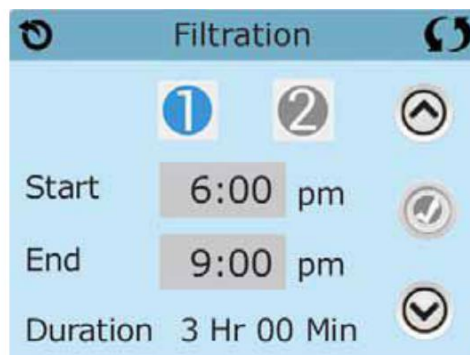 Filtration
1 2
Start 6:00 pm
End 9:00 pm
Duration 3 Hr 00 Min